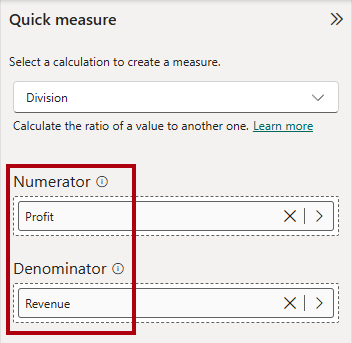 Quick measure
Select a calculation to create a measure.
Division
Calculate the ratio of a value to another one. Learn more
Numerator
Profit
Denominator
Revenue